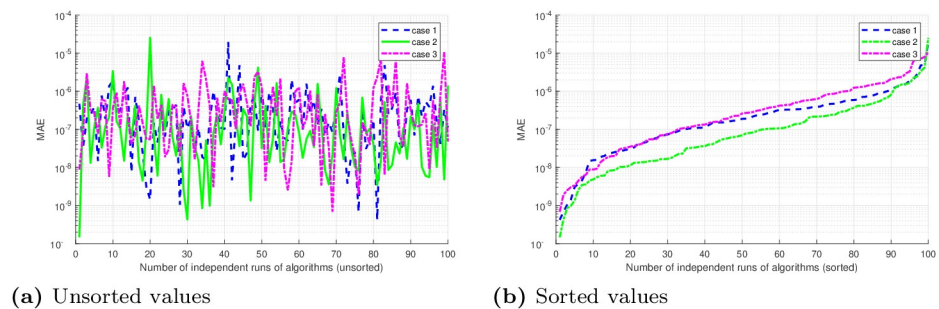 10^-4
10^-5
10^-6
10^-7
10^-8
10^-9
10^-
MAE
case 1
case 2
case 3
0 10 20 30 40 50 60 70 80 90 100
Number of independent runs of algorithms (unsorted)
(a) Unsorted values
10^-4
10^-5
10^-6
10^-7
10^-8
10^-9
10^-
MAE
case 1
case 2
case 3
0 10 20 30 40 50 60 70 80 90 100
Number of independent runs of algorithms (sorted)
(b) Sorted values